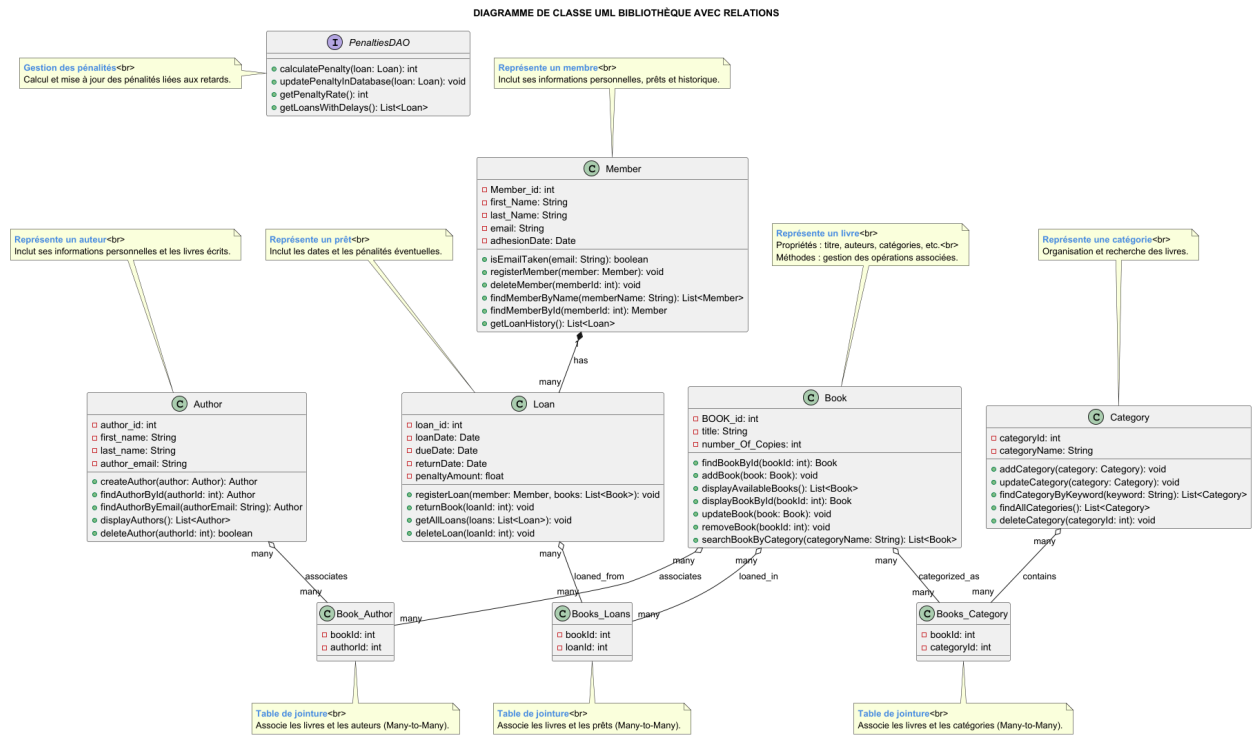 DIAGRAMME DE CLASSE UML BIBLIOTHÈQUE AVEC RELATIONS
Gestion des pénalités<br>
Calcul et mise à jour des pénalités liées aux retards.
I PenaltiesDAO
calculatePenalty(loan: Loan): int
updatePenaltyInDatabase(loan: Loan): void
getPenaltyRate(): int
getLoansWithDelays(): List<Loan>
Représente un membre<br>
Inclut ses informations personnelles, prêts et historique.
C Member
Member_id: int
first_Name: String
last_Name: String
email: String
adhesionDate: Date
isEmailTaken(email: String): boolean
registerMember(member: Member): void
deleteMember(memberId: int): void
findMemberByName(memberName: String): List<Member>
findMemberById(memberId: int): Member
getLoanHistory(): List<Loan>
Représente un auteur<br>
Inclut ses informations personnelles et les livres écrits.
Représente un prêt<br>
Inclut les dates et les pénalités éventuelles.
Représente un livre<br>
Propriétés : titre, auteurs, catégories, etc.<br>
Méthodes : gestion des opérations associées.
Représente une catégorie<br>
Organisation et recherche des livres.
1
has
many
C Author
author_id: int
first_name: String
last_name: String
author_email: String
createAuthor(author: Author): Author
findAuthorById(authorId: int): Author
findAuthorByEmail(authorEmail: String): Author
displayAuthors(): List<Author>
deleteAuthor(authorId: int): boolean
C Loan
loan_id: int
loanDate: Date
dueDate: Date
returnDate: Date
penaltyAmount: float
registerLoan(member: Member, books: List<Book>): void
returnBook(loanId: int): void
getAllLoans(loans: List<Loan>): void
deleteLoan(loanId: int): void
C Book
BOOK_id: int
title: String
number_Of_Copies: int
findBookById(bookId: int): Book
addBook(book: Book): void
displayAvailableBooks(): List<Book>
displayBookById(bookId: int): Book
updateBook(book: Book): void
removeBook(bookId: int): void
searchBookByCategory(categoryName: String): List<Book>
C Category
categoryId: int
categoryName: String
addCategory(category: Category): void
updateCategory(category: Category): void
findCategoryByKeyword(keyword: String): List<Category>
findAllCategories(): List<Category>
deleteCategory(categoryId: int): void
many
many
many
many
many
many
associates
loaned_from
associates
loaned_in
categorized_as
contains
many
many
many
many
many
many
C Book_Author
bookId: int
authorId: int
C Books_Loans
bookId: int
loanId: int
C Books_Category
bookId: int
categoryId: int
Table de jointure<br>
Associe les livres et les auteurs (Many-to-Many).
Table de jointure<br>
Associe les livres et les prêts (Many-to-Many).
Table de jointure<br>
Associe les livres et les catégories (Many-to-Many).